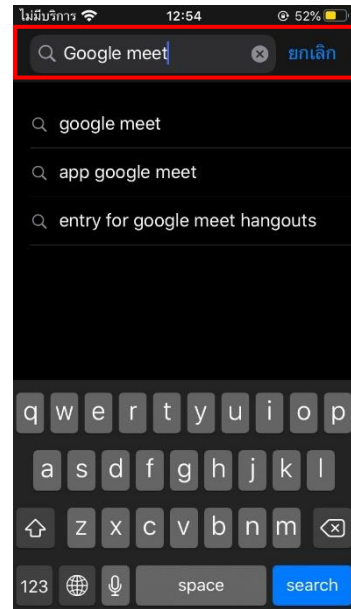 ไม่มีบริการ 12:54 52%
Google meet ยกเลิก
google meet
app google meet
entry for google meet hangouts
q w e r t y u i o p
a s d f g h j k l
z x c v b n m
123 space search